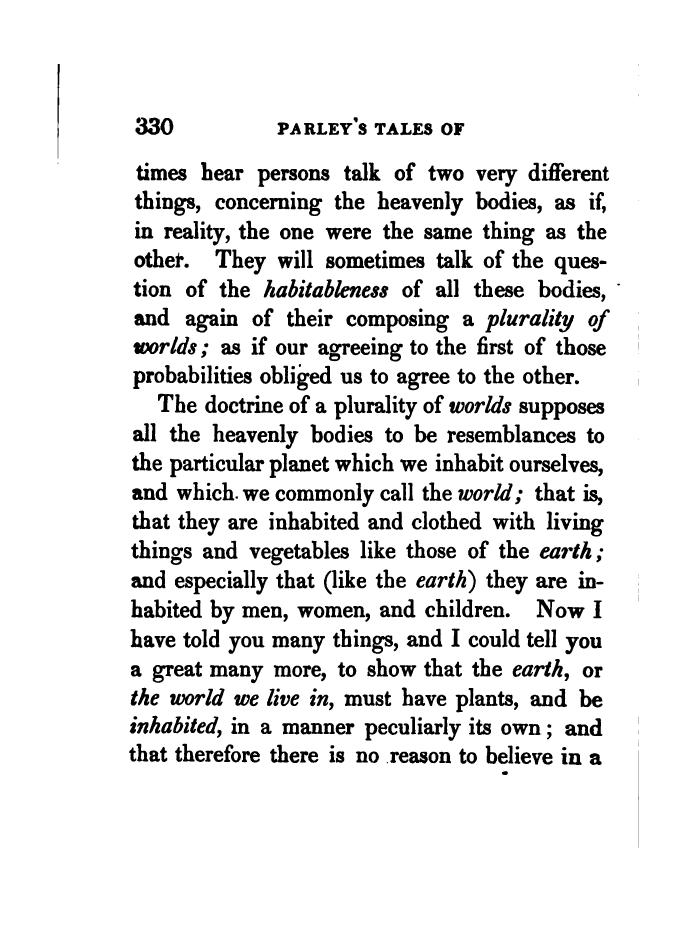 330 PARLEY'S TALES OF
times hear persons talk of two very different
things, concerning the heavenly bodies, as if,
in reality, the one were the same thing as the
other. They will sometimes talk of the ques-
tion of the habitableness of all these bodies,
and again of their composing a plurality of
worlds; as if our agreeing to the first of those
probabilities obliged us to agree to the other.
The doctrine of a plurality of worlds supposes
all the heavenly bodies to be resemblances to
the particular planet which we inhabit ourselves,
and which we commonly call the world; that is,
that they are inhabited and clothed with living
things and vegetables like those of the earth;
and especially that (like the earth) they are in-
habited by men, women, and children. Now I
have told you many things, and I could tell you
a great many more, to show that the earth, or
the world we live in, must have plants, and be
inhabited, in a manner peculiarly its own; and
that therefore there is no reason to believe in a